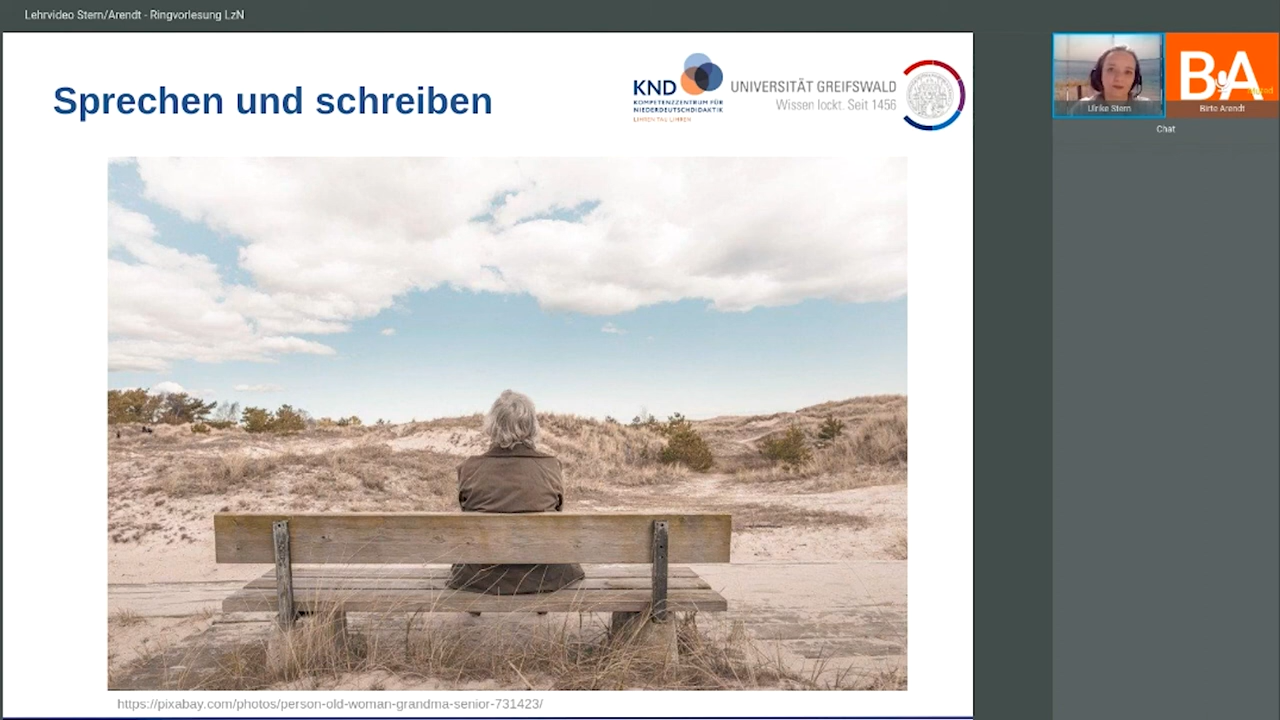 Lehrvideo Stern/Arendt - Ringvorlesung LzN
Sprechen und schreiben
KND
KOMPETENZZENTRUM FÜR
NIEDERDEUTSCHDIDAKTIK
UNIVERSITÄT GREIFSWALD
Wissen lockt. Seit 1456
BA
Ulrike Stern
Birte Arendt
Chat
https://pixabay.com/photos/person-old-woman-grandma-senior-731423/